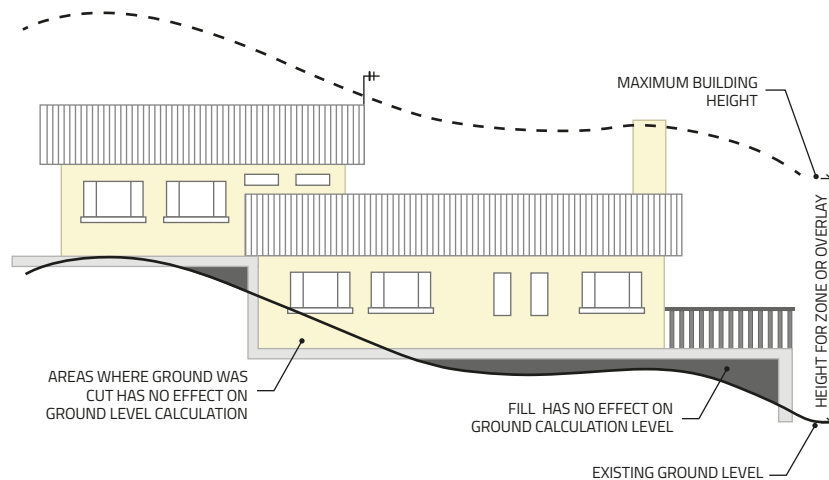 MAXIMUM BUILDING
HEIGHT
HEIGHT FOR ZONE OR OVERLAY
AREAS WHERE GROUND WAS
CUT HAS NO EFFECT ON
GROUND LEVEL CALCULATION
FILL HAS NO EFFECT ON
GROUND CALCULATION LEVEL
EXISTING GROUND LEVEL